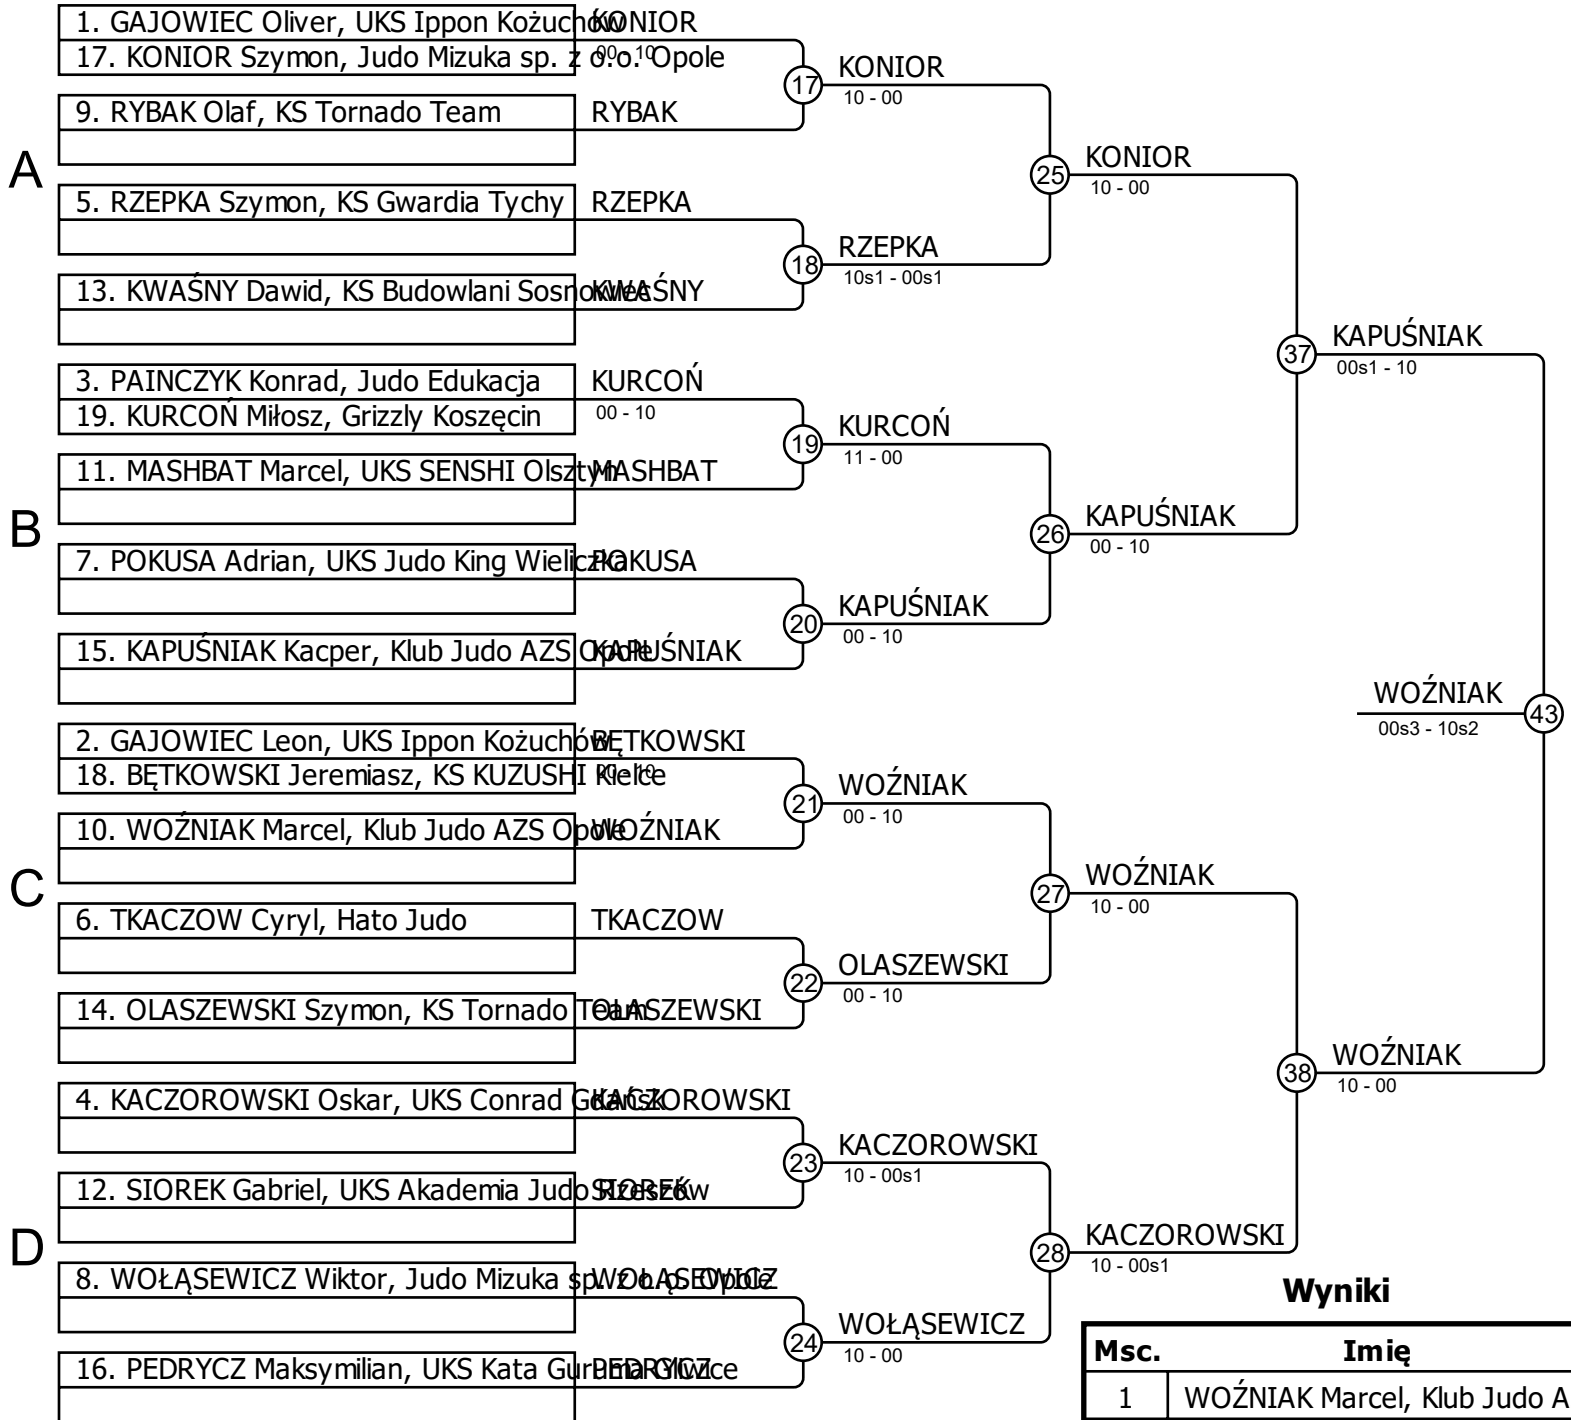 A
1. GAJOWIEC Oliver, UKS Ippon Kożuchów
17. KONIOR Szymon, Judo Mizuka sp. z o.o. Opole
9. RYBAK Olaf, KS Tornado Team
5. RZEPKA Szymon, KS Gwardia Tychy
13. KWAŚNY Dawid, KS Budowlani Sosnowiec
B
3. PAINCZYK Konrad, Judo Edukacja
19. KURCOŃ Miłosz, Grizzly Koszęcin
11. MASHBAT Marcel, UKS SENSHI Olsztyn
7. POKUSA Adrian, UKS Judo King Wieliczka
15. KAPUŚNIAK Kacper, Klub Judo AZS Opole
C
2. GAJOWIEC Leon, UKS Ippon Kożuchów
18. BĘTKOWSKI Jeremiasz, KS KUZUSHI Kielce
10. WOŹNIAK Marcel, Klub Judo AZS Opole
6. TKACZOW Cyryl, Hato Judo
14. OLASZEWSKI Szymon, KS Tornado Team
D
4. KACZOROWSKI Oskar, UKS Conrad Gdańsk
12. SIOREK Gabriel, UKS Akademia Judo Rzeszów
8. WOŁĄSEWICZ Wiktor, Judo Mizuka sp. z o.o. Opole
16. PEDRYCZ Maksymilian, UKS Kata Guruma Gliwice
KONIOR
00 - 10
RYBAK
RZEPKA
KWAŚNY
KURCOŃ
00 - 10
MASHBAT
POKUSA
KAPUŚNIAK
BĘTKOWSKI
00 - 10
WOŹNIAK
TKACZOW
OLASZEWSKI
KACZOROWSKI
SIOREK
WOŁĄSEWICZ
PEDRYCZ
17
KONIOR
10 - 00
18
RZEPKA
10s1 - 00s1
19
KURCOŃ
11 - 00
20
KAPUŚNIAK
00 - 10
21
WOŹNIAK
00 - 10
22
OLASZEWSKI
00 - 10
23
KACZOROWSKI
10 - 00s1
24
WOŁĄSEWICZ
10 - 00
25
KONIOR
10 - 00
26
KAPUŚNIAK
00 - 10
27
WOŹNIAK
10 - 00
28
KACZOROWSKI
10 - 00s1
37
KAPUŚNIAK
00s1 - 10
38
WOŹNIAK
10 - 00
WOŹNIAK
43
00s3 - 10s2
Wyniki
Msc. Imię
1 WOŹNIAK Marcel, Klub Judo A